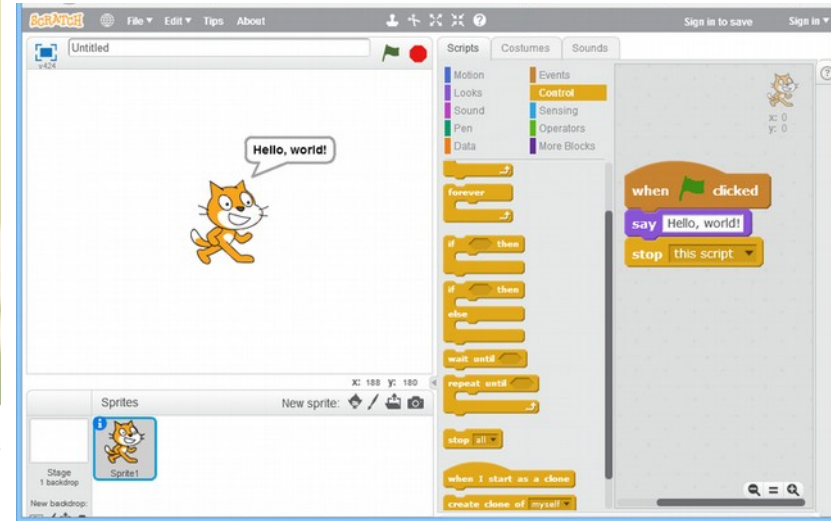 SCRATCH File▼ Edit▼ Tips About Sign in to save Sign in▼
v424
Untitled
Hello, world!
X: 188 y: 180
Sprites New sprite:
Stage
1 backdrop
Sprite1
New backdrop:
Scripts Costumes Sounds
Motion Events
Looks Control
Sound Sensing
Pen Operators
Data More Blocks
forever
if then
if then
else
wait until
repeat until
stop all
when I start as a clone
create clone of myself
x: 0
y: 0
when clicked
say Hello, world!
stop this script